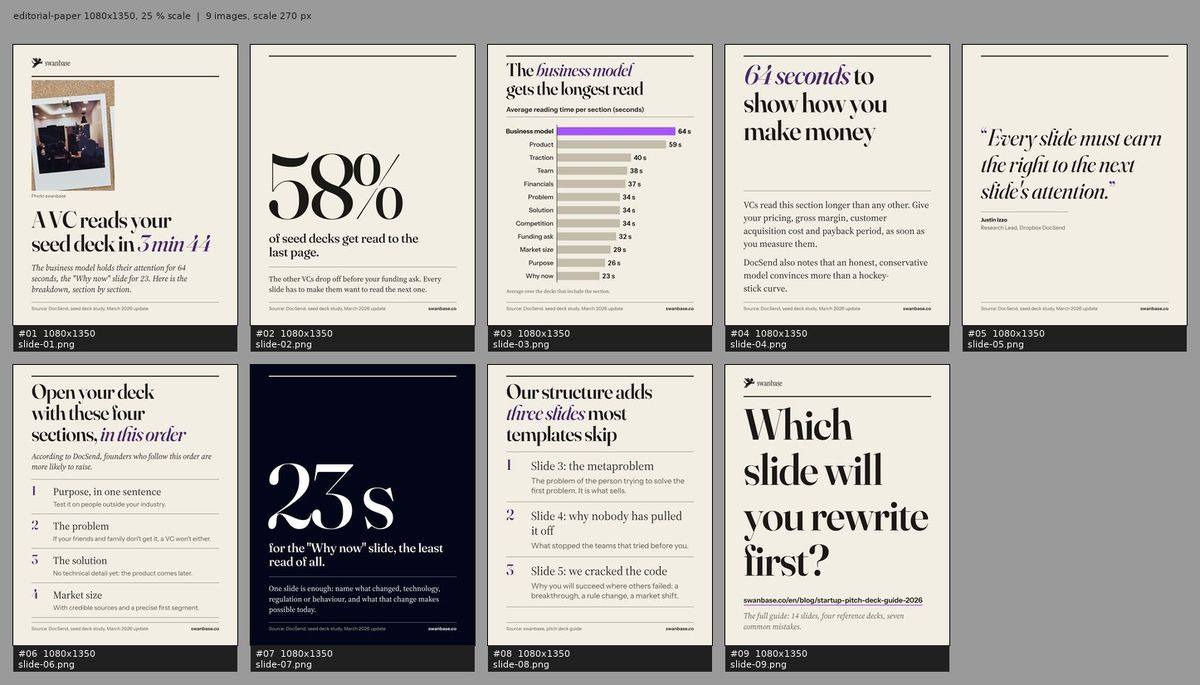 editorial-paper 1080x1350, 25 % scale | 9 images, scale 270 px
swanbase
Photo swanbase
A VC reads your
seed deck in 3 min 44
The business model holds their attention for 64
seconds, the "Why now" slide for 23. Here is the
breakdown, section by section.
Source: DocSend, seed deck study, March 2026 update
#01 1080x1350
slide-01.png
58%
of seed decks get read to the
last page.
The other VCs drop off before your funding ask. Every
slide has to make them want to read the next one.
Source: DocSend, seed deck study, March 2026 update
swanbase.co
#02 1080x1350
slide-02.png
The business model
gets the longest read
Average reading time per section (seconds)
Business model 64 s
Product 59 s
Traction 40 s
Team 38 s
Financials 37 s
Problem 34 s
Solution 34 s
Competition 34 s
Funding ask 32 s
Market size 29 s
Purpose 26 s
Why now 23 s
Average over the decks that include the section.
Source: DocSend, seed deck study, March 2026 update
swanbase.co
#03 1080x1350
slide-03.png
64 seconds to
show how you
make money
VCs read this section longer than any other. Give
your pricing, gross margin, customer
acquisition cost and payback period, as soon as
you measure them.
DocSend also notes that an honest, conservative
model convinces more than a hockey-
stick curve.
Source: DocSend, seed deck study, March 2026 update
swanbase.co
#04 1080x1350
slide-04.png
“Every slide must earn
the right to the next
slide's attention.”
Justin Izzo
Research Lead, Dropbox DocSend
Source: DocSend, seed deck study, March 2026 update
swanbase.co
#05 1080x1350
slide-05.png
Open your deck
with these four
sections, in this order
According to DocSend, founders who follow this order are
more likely to raise.
1 Purpose, in one sentence
Test it on people outside your industry.
2 The problem
If your friends and family don't get it, a VC won't either.
3 The solution
No technical detail yet: the product comes later.
4 Market size
With credible sources and a precise first segment.
Source: DocSend, seed deck study, March 2026 update
swanbase.co
#06 1080x1350
slide-06.png
23 s
for the "Why now" slide, the least
read of all.
One slide is enough: name what changed, technology,
regulation or behaviour, and what that change makes
possible today.
Source: DocSend, seed deck study, March 2026 update
swanbase.co
#07 1080x1350
slide-07.png
Our structure adds
three slides most
templates skip
1 Slide 3: the metaproblem
The problem of the person trying to solve the
first problem. It is what sells.
2 Slide 4: why nobody has pulled
it off
What stopped the teams that tried before you.
3 Slide 5: we cracked the code
Why you will succeed where others failed: a
breakthrough, a rule change, a market shift.
Source: swanbase, pitch deck guide
swanbase.co
#08 1080x1350
slide-08.png
swanbase
Which
slide will
you rewrite
first?
swanbase.co/en/blog/startup-pitch-deck-guide-2026
The full guide: 14 slides, four reference decks, seven
common mistakes.
#09 1080x1350
slide-09.png